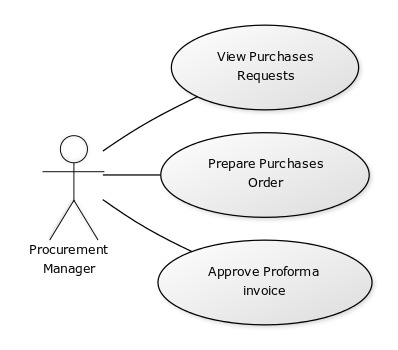 View Purchases
Requests
Prepare Purchases
Order
Procurement
Manager
Approve Proforma
invoice